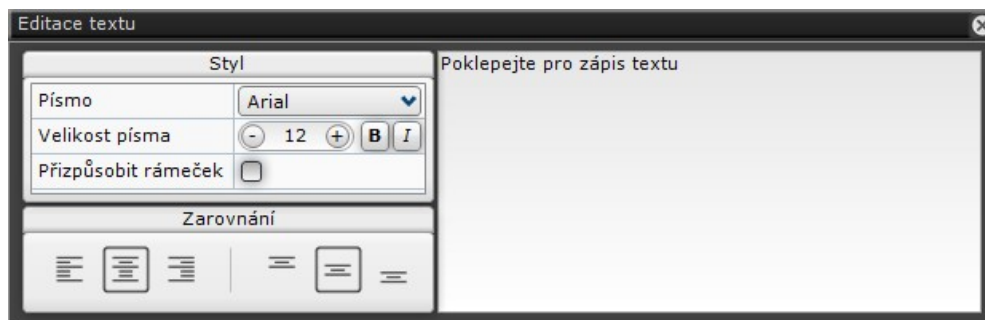 Editace textu
Styl
Písmo Arial
Velikost písma - 12 + B I
Přizpůsobit rámeček
Zarovnání
Poklepejte pro zápis textu